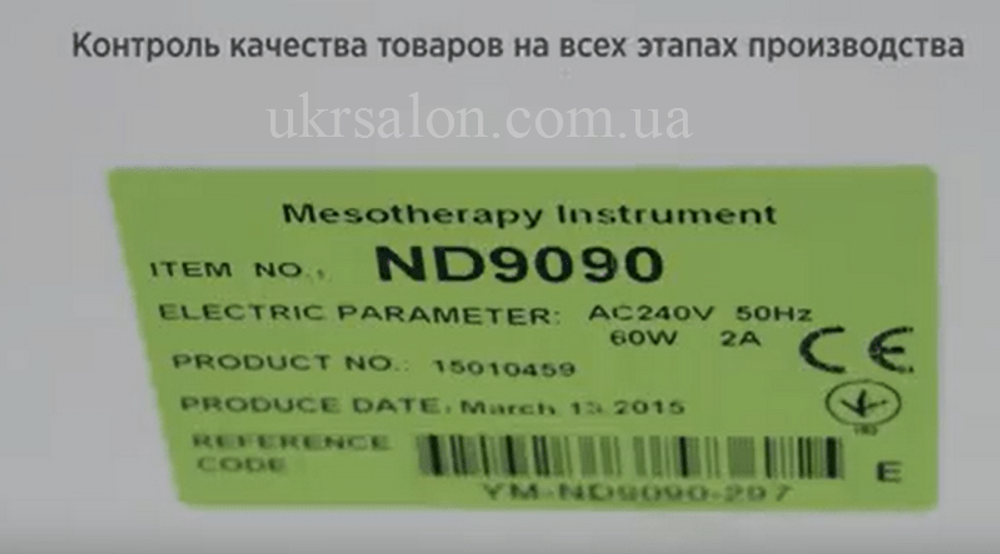 Контроль качества товаров на всех этапах производства
ukrsalon.com.ua
Mesotherapy Instrument
ITEM NO.: ND9090
ELECTRIC PARAMETER: AC240V 50Hz
60W 2A
PRODUCT NO.: 15010459
PRODUCE DATE: March 13 2015
REFERENCE
CODE
E
YM-ND9090-297